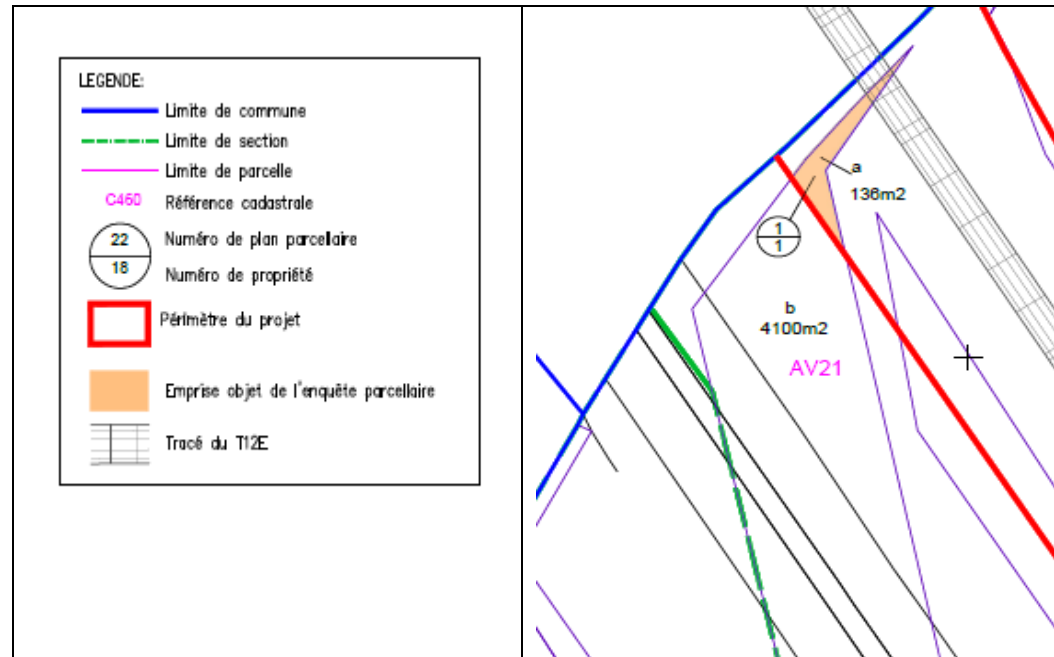 LEGENDE:
Limite de commune
Limite de section
Limite de parcelle
C460 Référence cadastrale
22
18
Numéro de plan parcellaire
Numéro de propriété
Périmètre du projet
Emprise objet de l'enquête parcellaire
Tracé du T12E
a
136m2
1
1
b
4100m2
AV21